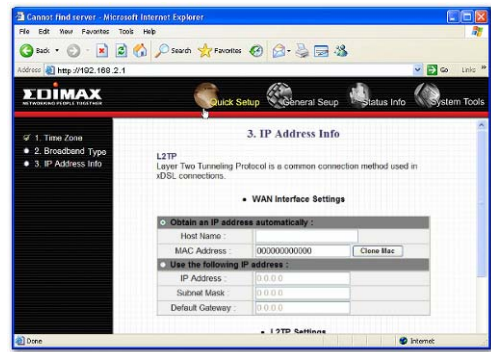 Cannot find server - Microsoft Internet Explorer
File Edit View Favorites Tools Help
Back Search Favorites
Address http://192.168.2.1 Go Links
EDIMAX
NETWORKING PEOPLE TOGETHER
Quick Setup General Seup Status Info System Tools
1. Time Zone
2. Broadband Type
3. IP Address Info
3. IP Address Info
L2TP
Layer Two Tunneling Protocol is a common connection method used in
xDSL connections.
WAN Interface Settings
Obtain an IP address automatically :
Host Name :
MAC Address : 000000000000 Clone Mac
Use the following IP address :
IP Address : 0.0.0.0
Subnet Mask : 0.0.0.0
Default Gateway : 0.0.0.0
L2TP Settings
Done Internet